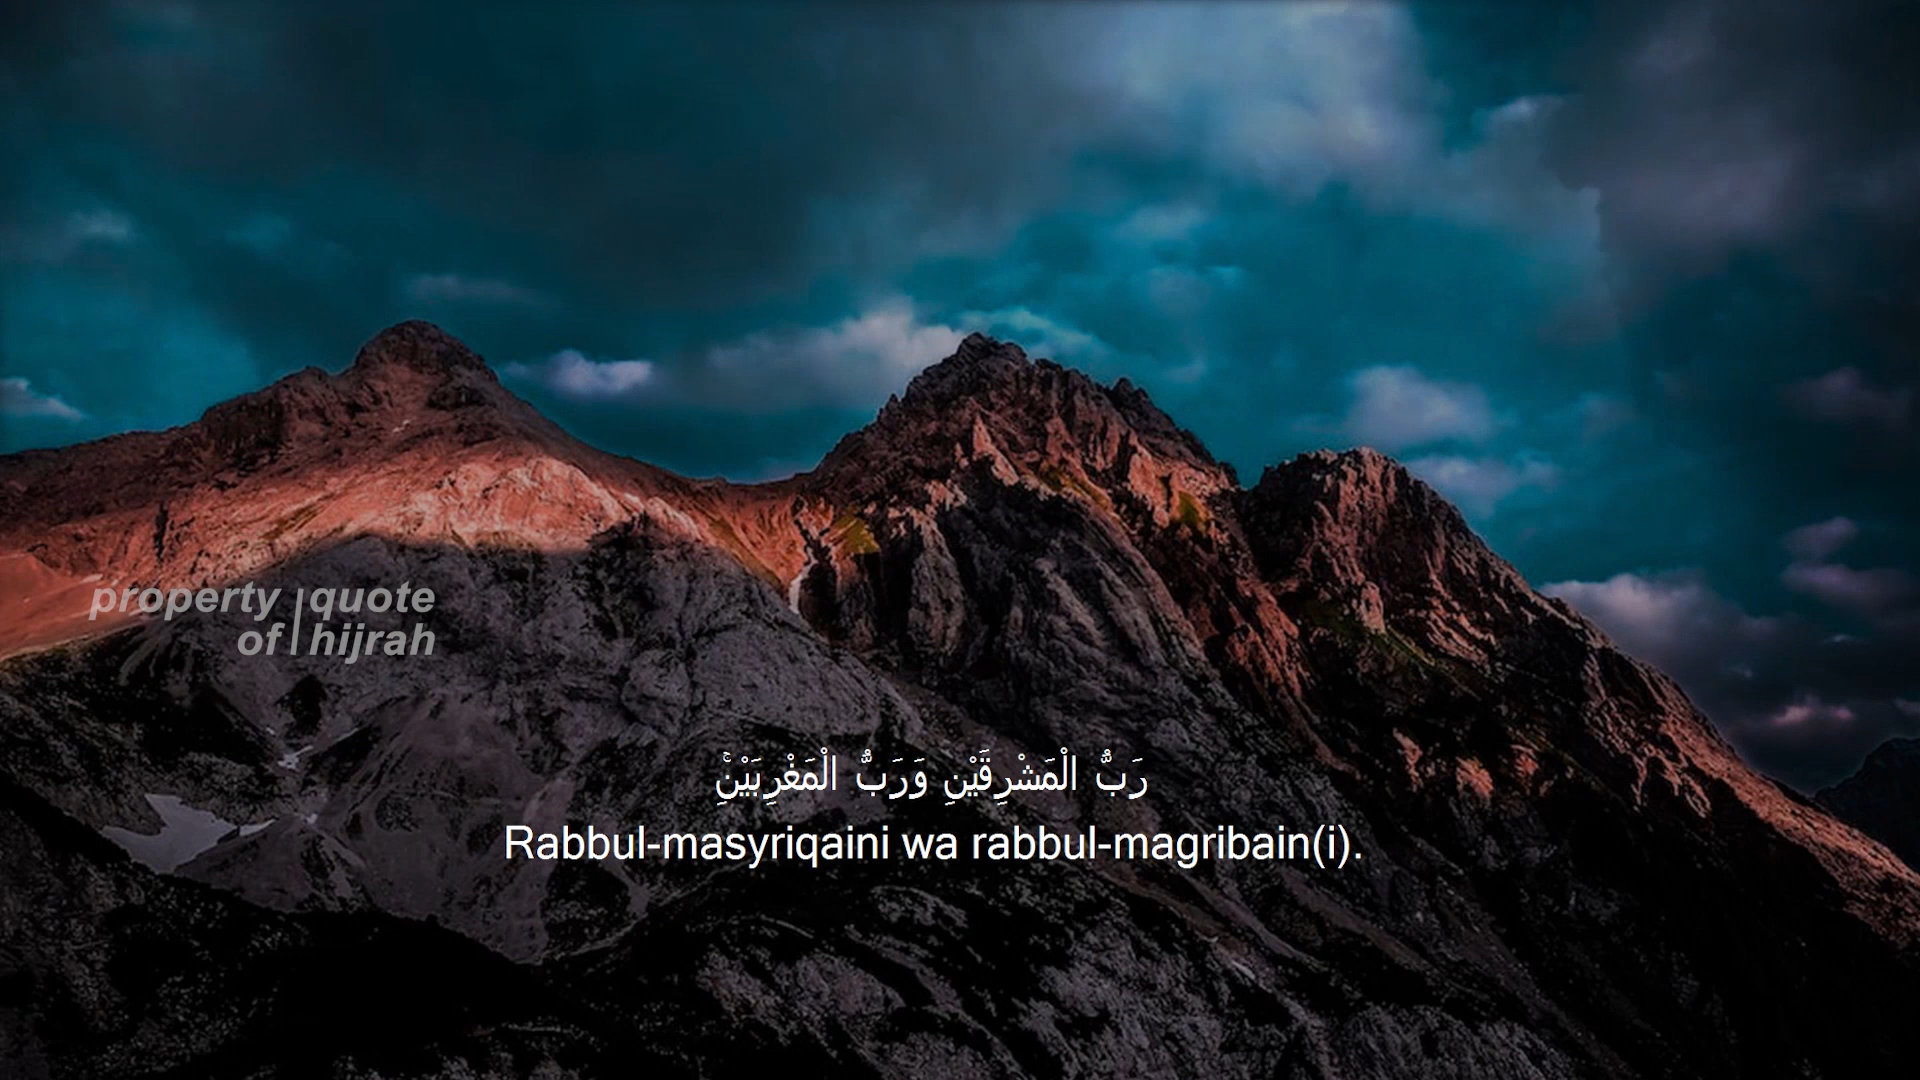 property | quote
of | hijrah
رَبُّ الْمَشْرِقَيْنِ وَرَبُّ الْمَغْرِبَيْنِۚ
Rabbul-masyriqaini wa rabbul-magribain(i).